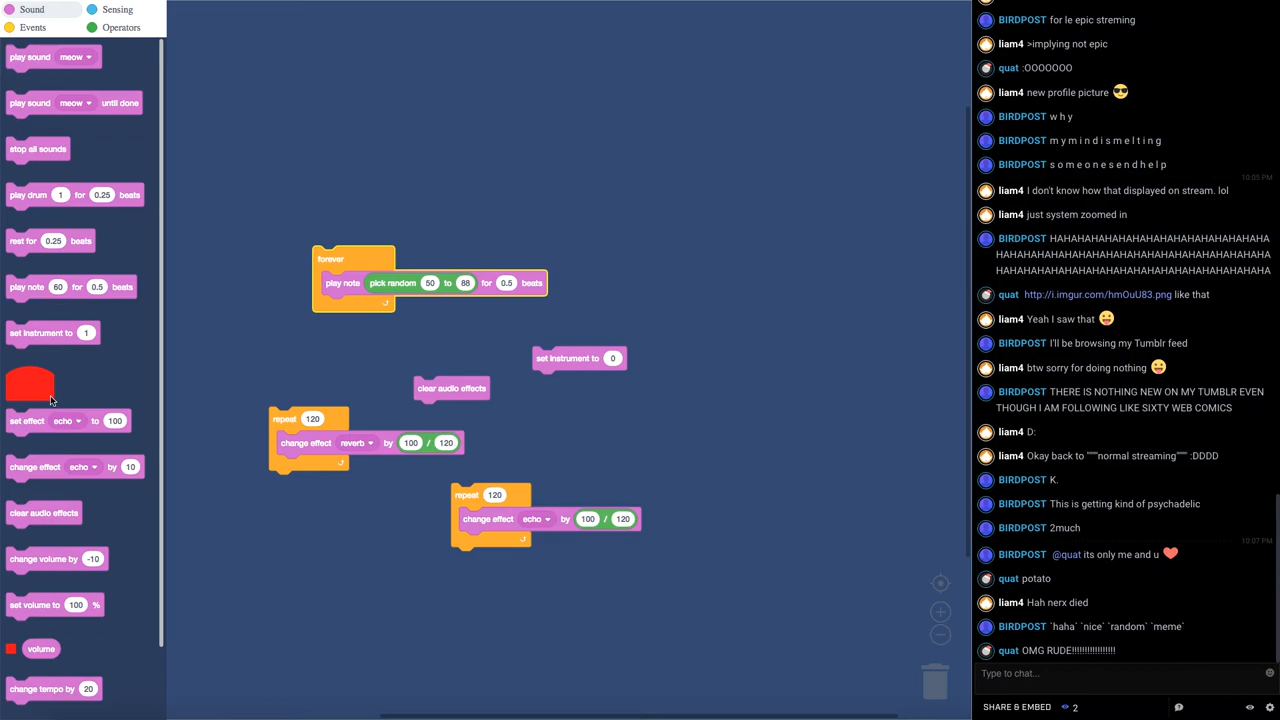 Sound
Sensing
Events
Operators
play sound meow
play sound meow until done
stop all sounds
play drum 1 for 0.25 beats
rest for 0.25 beats
play note 60 for 0.5 beats
set instrument to 1
set effect echo to 100
change effect echo by 10
clear audio effects
change volume by -10
set volume to 100 %
volume
change tempo by 20
forever
play note pick random 50 to 88 for 0.5 beats
set instrument to 0
clear audio effects
repeat 120
change effect reverb by 100 / 120
repeat 120
change effect echo by 100 / 120
BIRDPOST for le epic streming
liam4 >implying not epic
quat :OOOOOOO
liam4 new profile picture
BIRDPOST w h y
BIRDPOST m y m i n d i s m e l t i n g
BIRDPOST s o m e o n e s e n d h e l p
10:05 PM
liam4 I don't know how that displayed on stream. lol
liam4 just system zoomed in
BIRDPOST HAHAHAHAHAHAHAHAHAHAHAHAHAHA
HAHAHAHAHAHAHAHAHAHAHAHAHAHAHAHAHAHA
HAHAHAHAHAHAHAHAHAHAHAHAHAHAHAHAHAHA
quat http://i.imgur.com/hmOuU83.png like that
liam4 Yeah I saw that
BIRDPOST I'll be browsing my Tumblr feed
liam4 btw sorry for doing nothing
BIRDPOST THERE IS NOTHING NEW ON MY TUMBLR EVEN
THOUGH I AM FOLLOWING LIKE SIXTY WEB COMICS
liam4 D:
liam4 Okay back to """normal streaming""" :DDDD
BIRDPOST K.
BIRDPOST This is getting kind of psychadelic
BIRDPOST 2much
10:07 PM
BIRDPOST @quat its only me and u
quat potato
liam4 Hah nerx died
BIRDPOST `haha` `nice` `random` `meme`
quat OMG RUDE!!!!!!!!!!!!!!!!!
Type to chat...
SHARE & EMBED 2